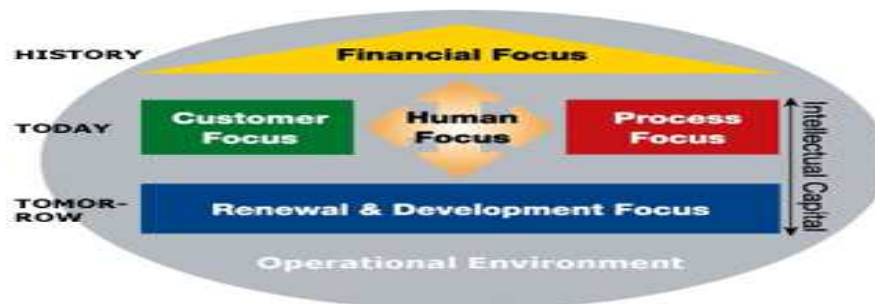 HISTORY
Financial Focus
TODAY
Customer
Focus
Human
Focus
Process
Focus
Intellectual Capital
TOMOR-
ROW
Renewal & Development Focus
Operational Environment